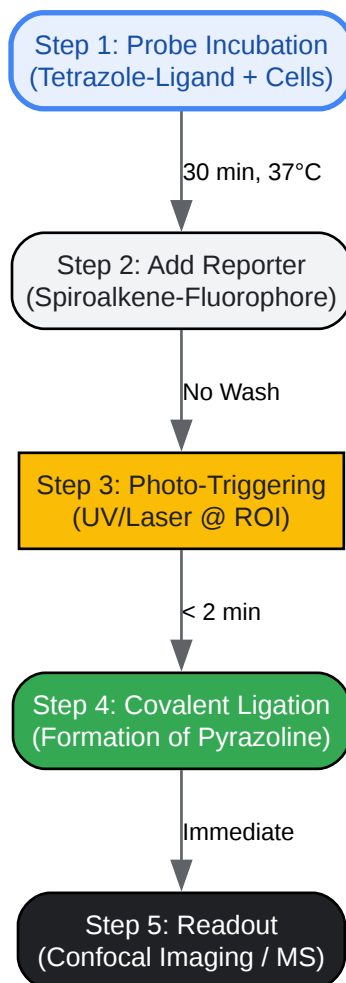 Step 1: Probe Incubation
(Tetrazole-Ligand + Cells)
30 min, 37°C
Step 2: Add Reporter
(Spiroalkene-Fluorophore)
No Wash
Step 3: Photo-Triggering
(UV/Laser @ ROI)
< 2 min
Step 4: Covalent Ligation
(Formation of Pyrazoline)
Immediate
Step 5: Readout
(Confocal Imaging / MS)